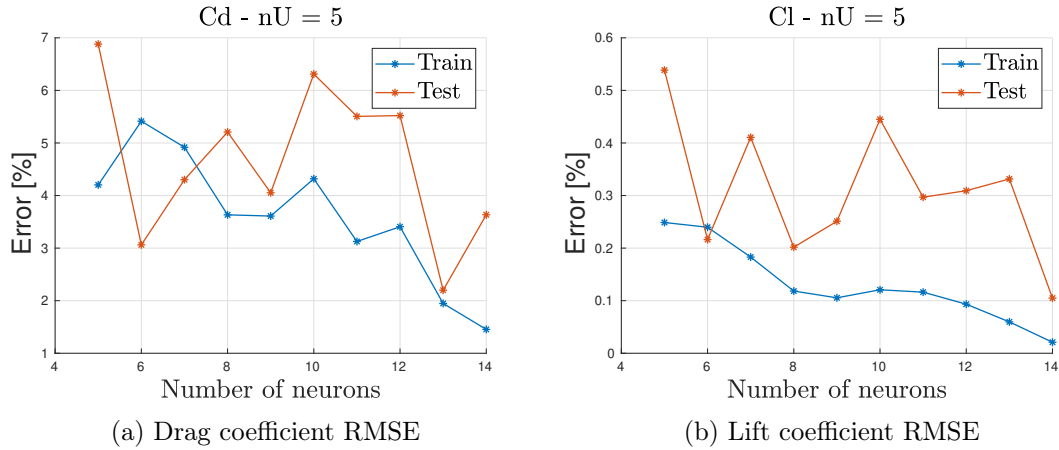 Cd - nU = 5
7
6
5
4
3
2
1
Error [%]
Train
Test
4
6
8
10
12
14
Number of neurons
(a) Drag coefficient RMSE
Cl - nU = 5
0.6
0.5
0.4
0.3
0.2
0.1
0
Error [%]
Train
Test
4
6
8
10
12
14
Number of neurons
(b) Lift coefficient RMSE